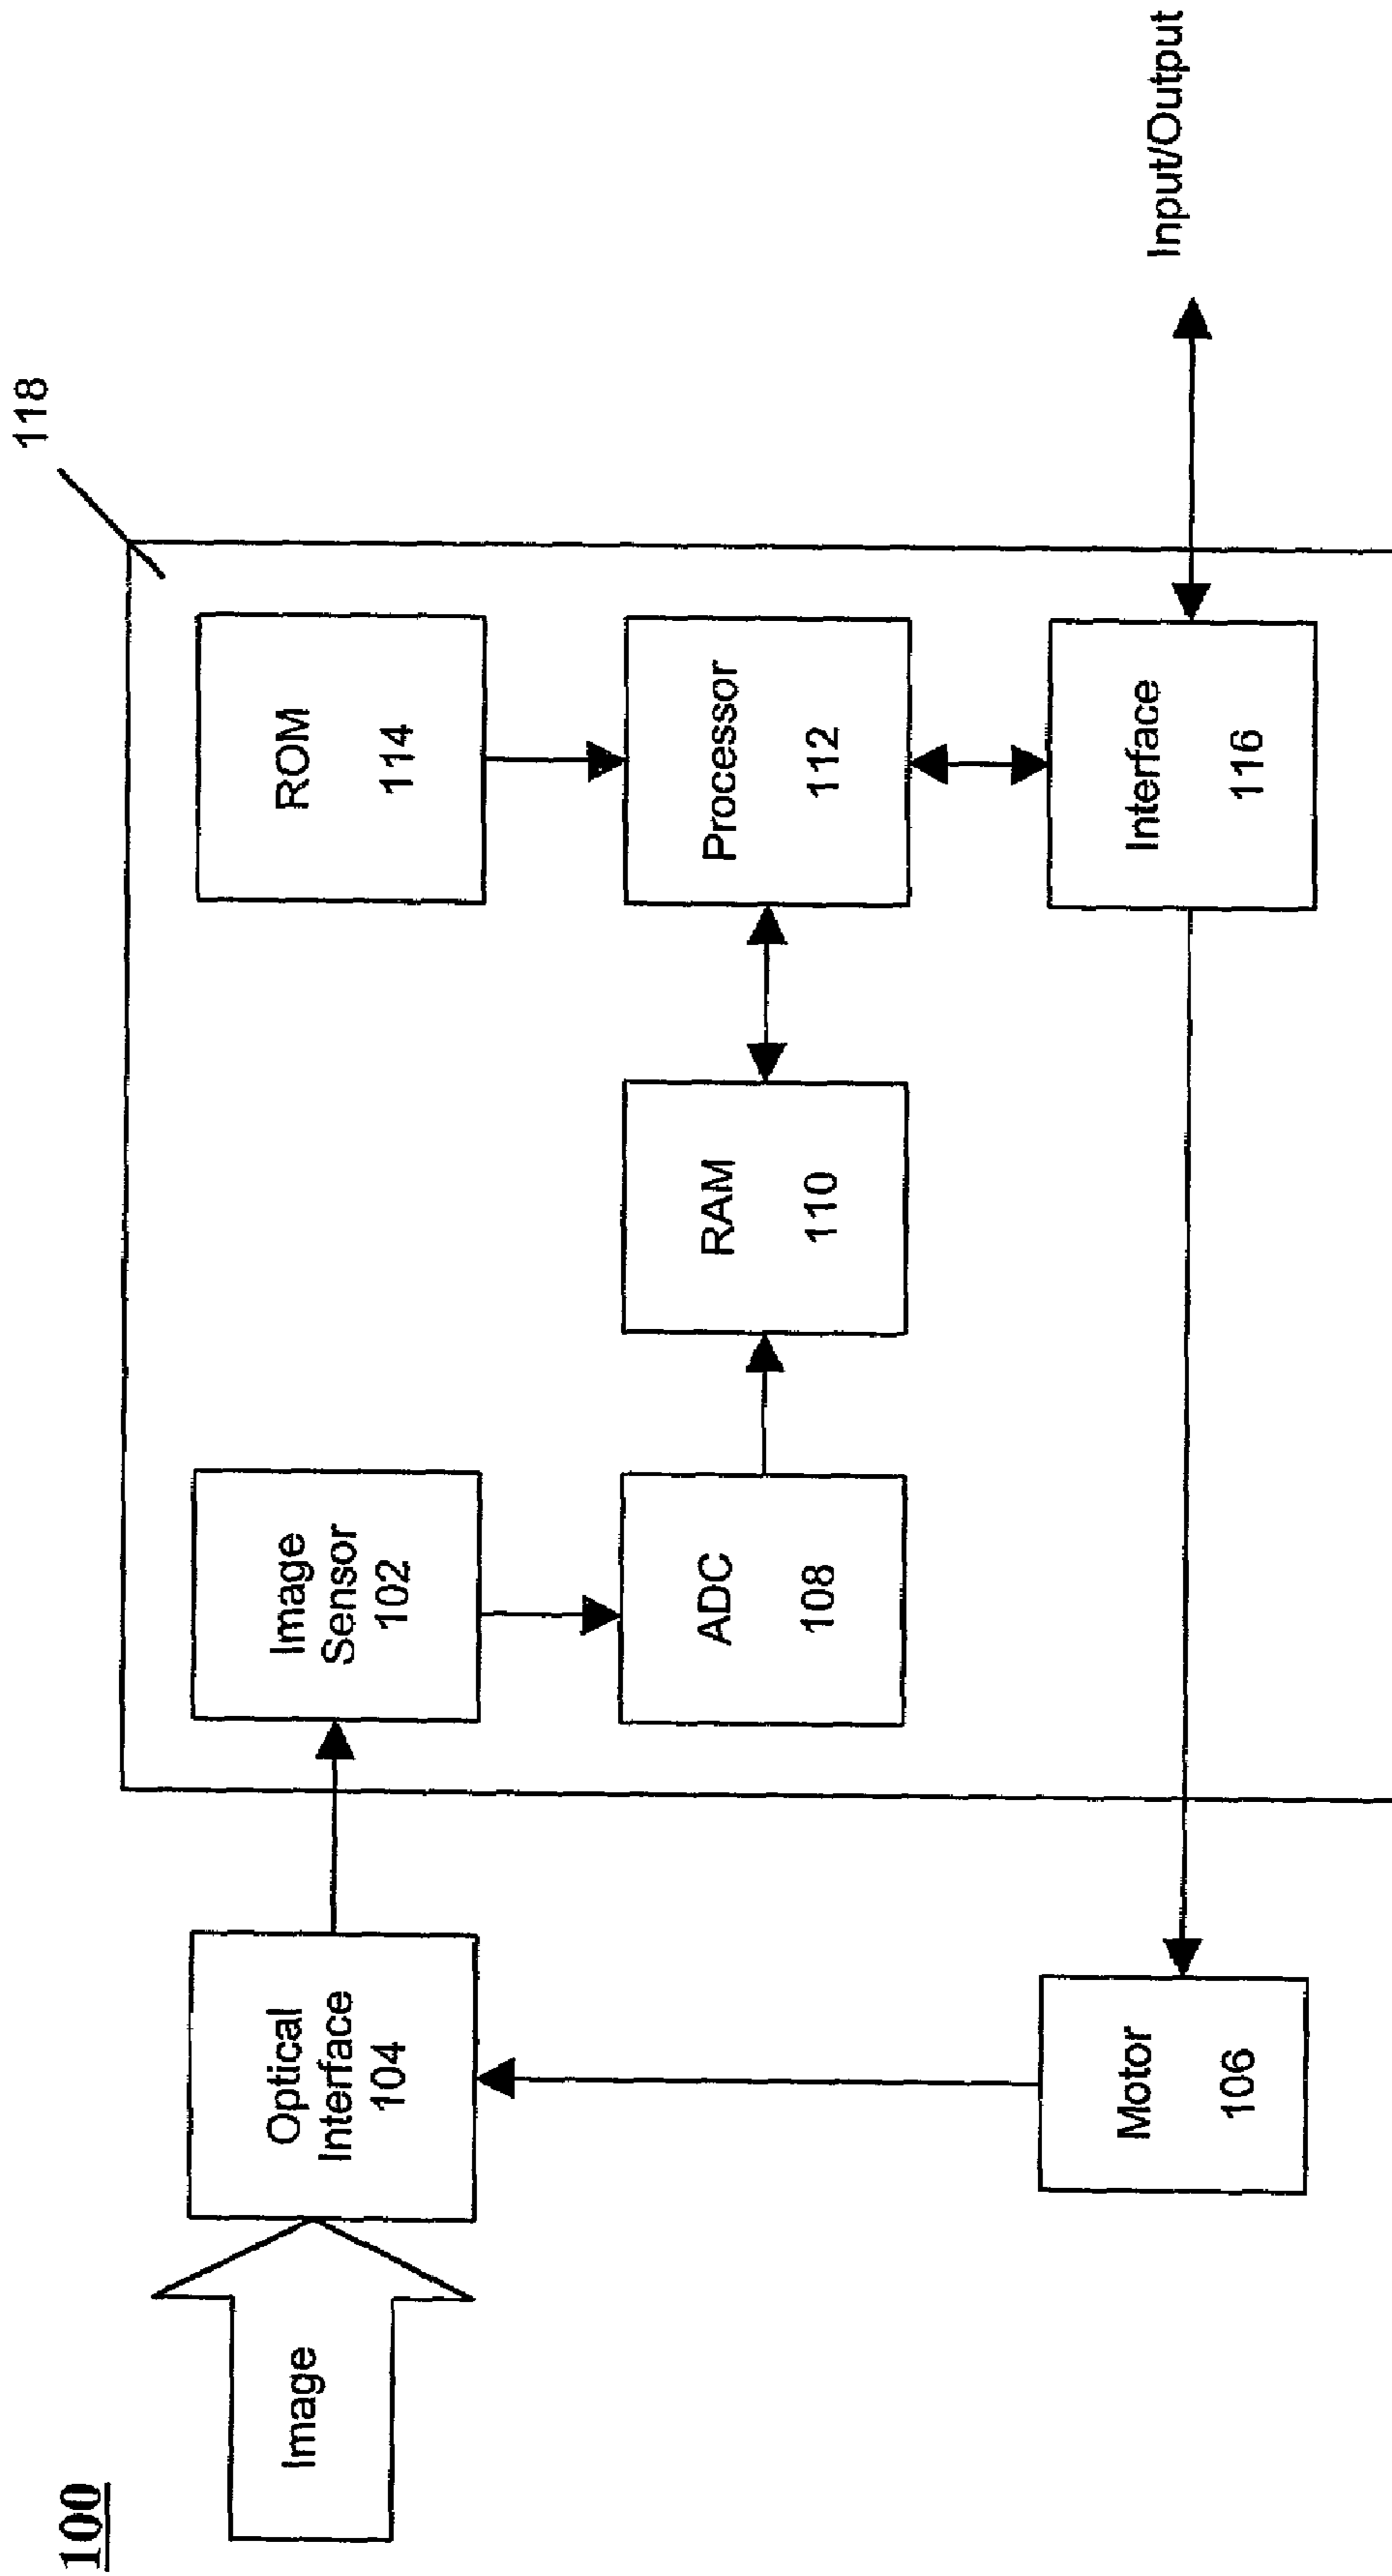 100
118
Image
Optical
Interface
104
Image
Sensor
102
ROM
114
ADC
108
RAM
110
Processor
112
Motor
106
Interface
116
Input/Output